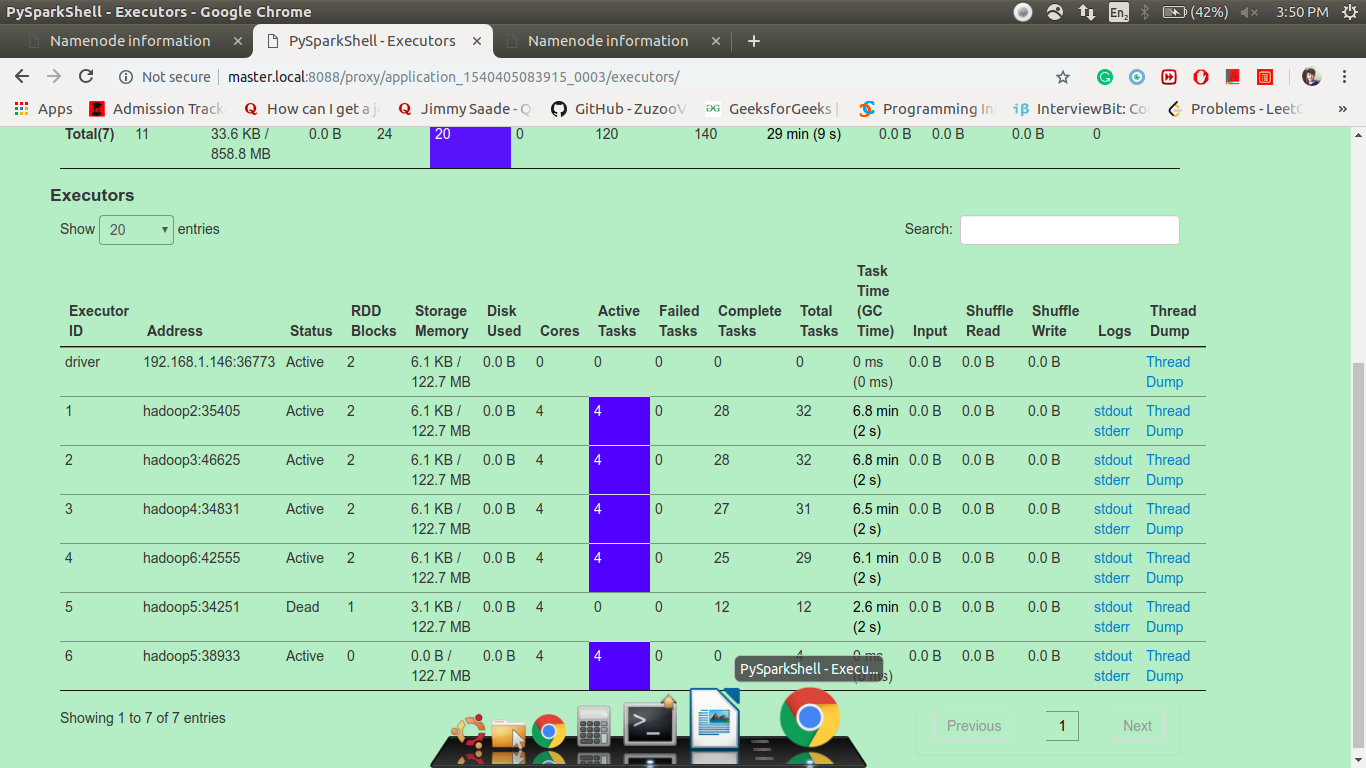 PySparkShell - Executors - Google Chrome
En2 (42%) 3:50 PM
Namenode information × PySparkShell - Executors × Namenode information × +
Not secure master.local:8088/proxy/application_1540405083915_0003/executors/
Apps Admission Track How can I get a j Jimmy Saade - Q GitHub - ZuzooV GeeksforGeeks | Programming In InterviewBit: Co Problems - LeetC »
Total(7) 11 33.6 KB / 0.0 B 24 20 0 120 140 29 min (9 s) 0.0 B 0.0 B 0.0 B 0
858.8 MB
Executors
Show 20 entries Search:
Task
Time
Executor RDD Storage Disk Active Failed Complete Total (GC Shuffle Shuffle Thread
ID Address Status Blocks Memory Used Cores Tasks Tasks Tasks Tasks Time) Input Read Write Logs Dump
driver 192.168.1.146:36773 Active 2 6.1 KB / 0.0 B 0 0 0 0 0 0 ms 0.0 B 0.0 B 0.0 B Thread
122.7 MB (0 ms) Dump
1 hadoop2:35405 Active 2 6.1 KB / 0.0 B 4 4 0 28 32 6.8 min 0.0 B 0.0 B 0.0 B stdout Thread
122.7 MB (2 s) stderr Dump
2 hadoop3:46625 Active 2 6.1 KB / 0.0 B 4 4 0 28 32 6.8 min 0.0 B 0.0 B 0.0 B stdout Thread
122.7 MB (2 s) stderr Dump
3 hadoop4:34831 Active 2 6.1 KB / 0.0 B 4 4 0 27 31 6.5 min 0.0 B 0.0 B 0.0 B stdout Thread
122.7 MB (2 s) stderr Dump
4 hadoop6:42555 Active 2 6.1 KB / 0.0 B 4 4 0 25 29 6.1 min 0.0 B 0.0 B 0.0 B stdout Thread
122.7 MB (2 s) stderr Dump
5 hadoop5:34251 Dead 1 3.1 KB / 0.0 B 4 0 0 12 12 2.6 min 0.0 B 0.0 B 0.0 B stdout Thread
122.7 MB (2 s) stderr Dump
6 hadoop5:38933 Active 0 0.0 B / 0.0 B 4 4 0 0 4 0 ms 0.0 B 0.0 B 0.0 B stdout Thread
122.7 MB (0 ms) stderr Dump
PySparkShell - Execu...
Showing 1 to 7 of 7 entries Previous 1 Next